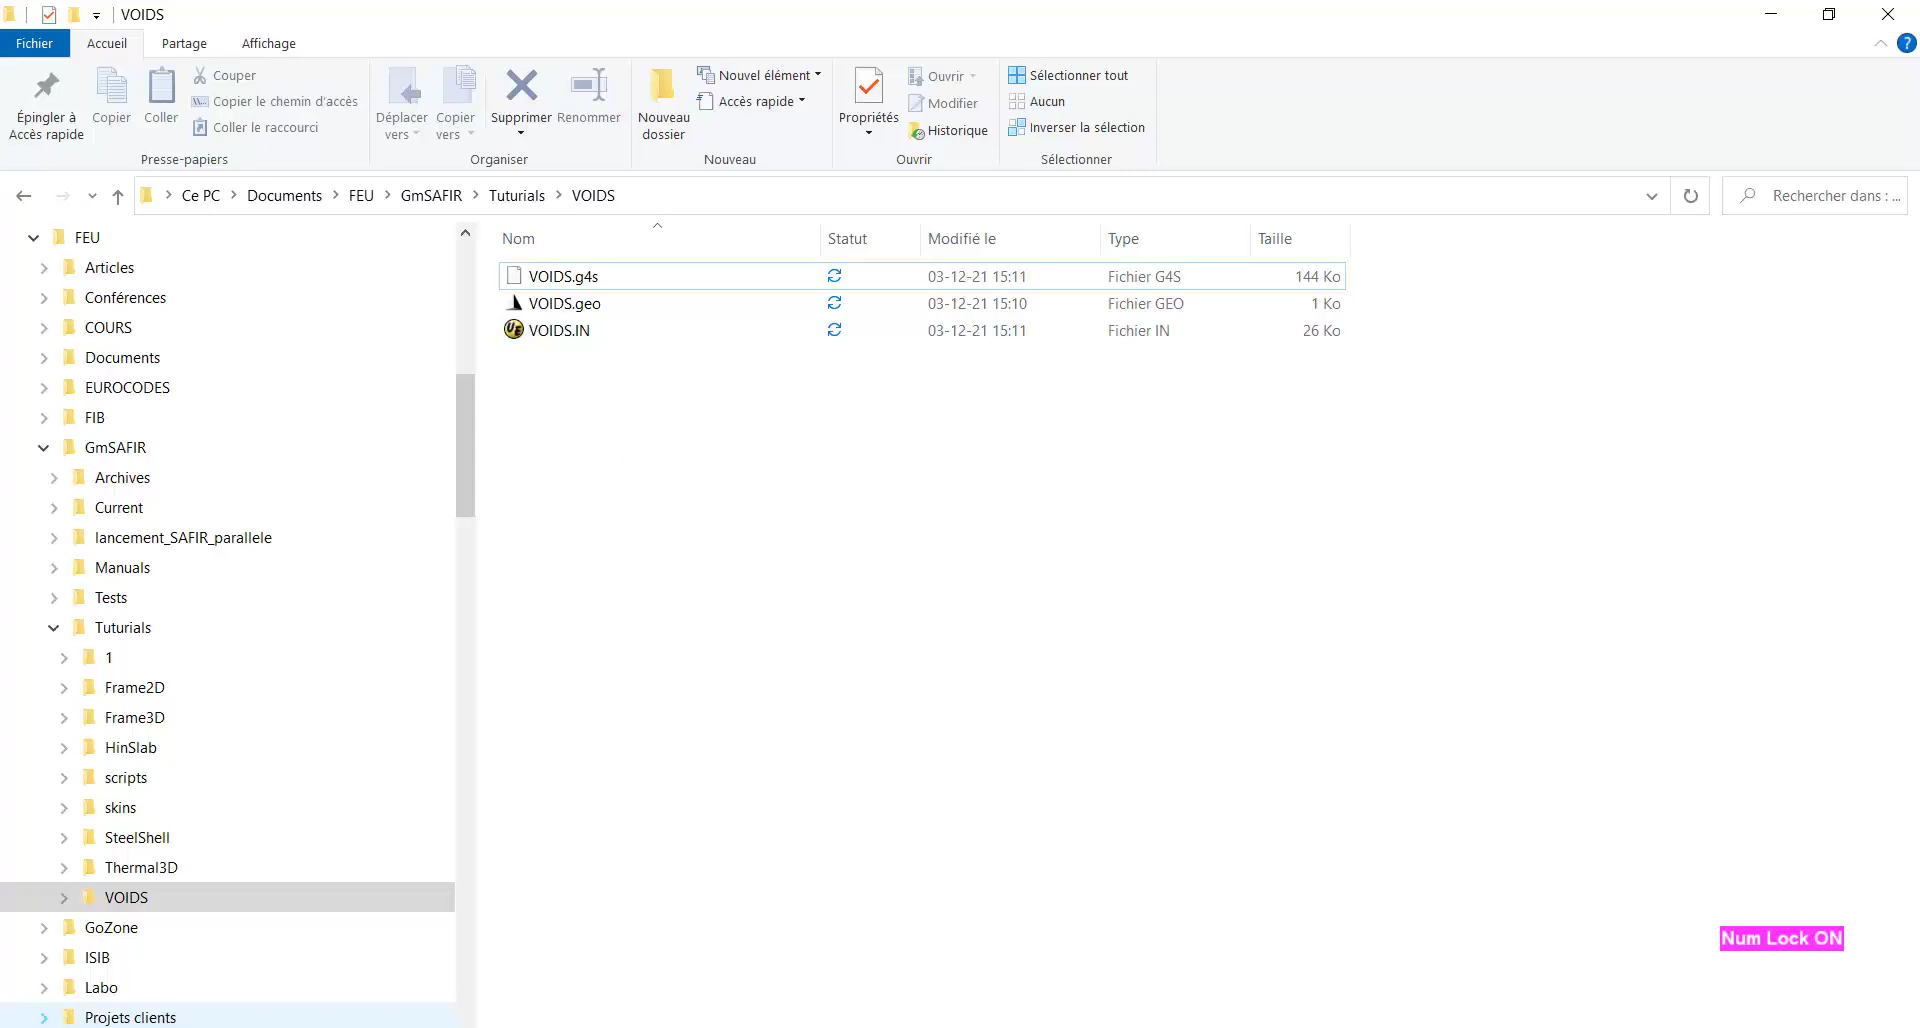 VOIDS
Fichier Accueil Partage Affichage
Épingler à
Accès rapide
Copier
Coller
Couper
Copier le chemin d'accès
Coller le raccourci
Presse-papiers
Déplacer
vers
Copier
vers
Supprimer
Renommer
Organiser
Nouveau
dossier
Nouvel élément
Accès rapide
Nouveau
Propriétés
Ouvrir
Modifier
Historique
Ouvrir
Sélectionner tout
Aucun
Inverser la sélection
Sélectionner
Ce PC > Documents > FEU > GmSAFIR > Tuturials > VOIDS
Rechercher dans : ...
FEU
Articles
Conférences
COURS
Documents
EUROCODES
FIB
GmSAFIR
Archives
Current
lancement_SAFIR_parallele
Manuals
Tests
Tuturials
1
Frame2D
Frame3D
HinSlab
scripts
skins
SteelShell
Thermal3D
VOIDS
GoZone
ISIB
Labo
Projets clients
Nom Statut Modifié le Type Taille
VOIDS.g4s 03-12-21 15:11 Fichier G4S 144 Ko
VOIDS.geo 03-12-21 15:10 Fichier GEO 1 Ko
VOIDS.IN 03-12-21 15:11 Fichier IN 26 Ko
Num Lock ON